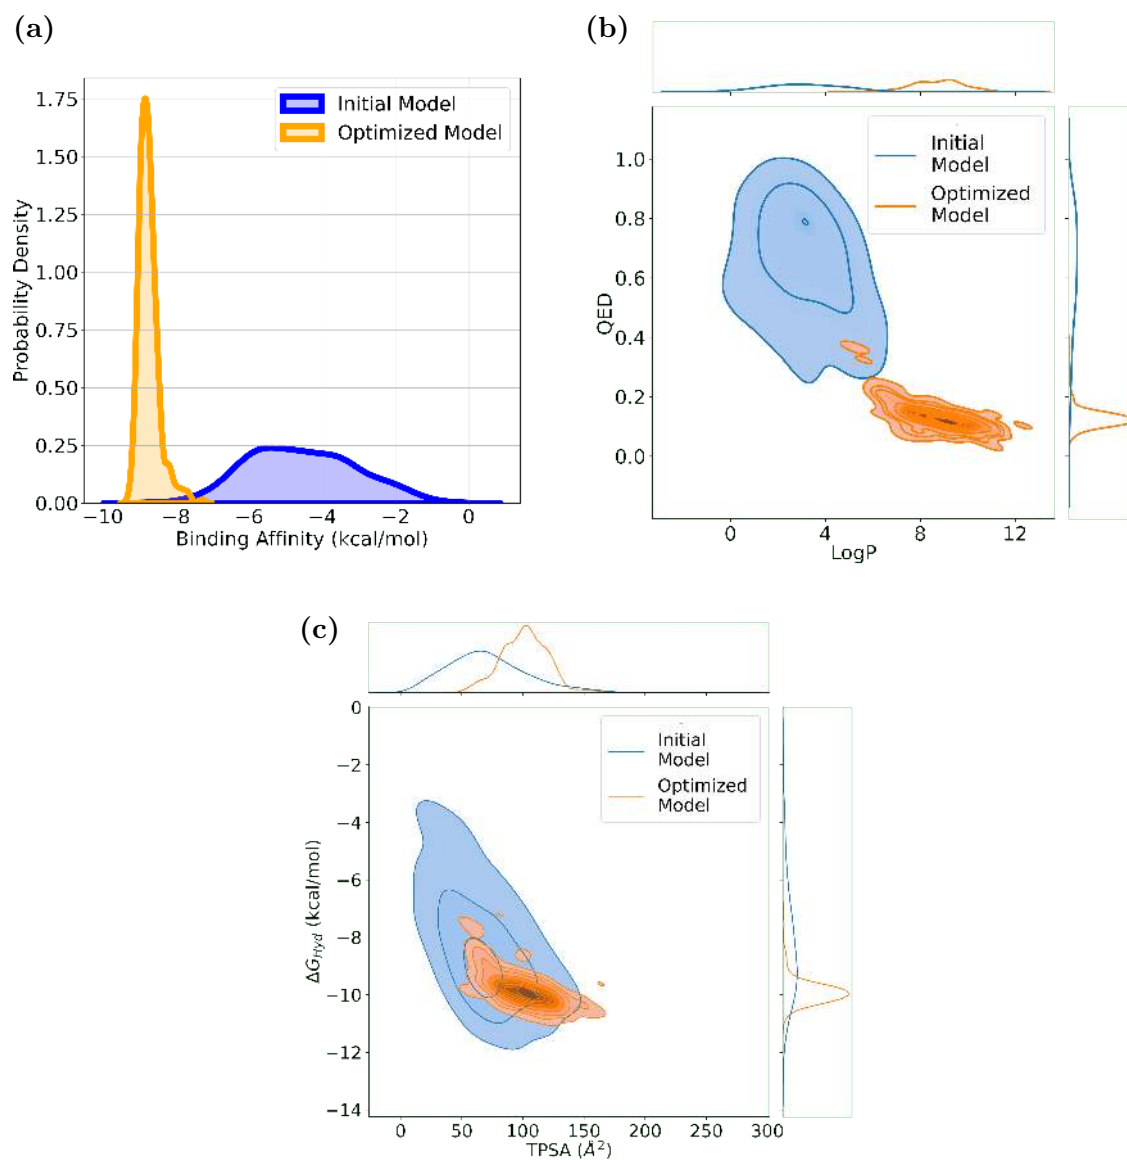 (a)
1.75
1.50
1.25
1.00
0.75
0.50
0.25
0.00
Probability Density
Initial Model
Optimized Model
−10 −8 −6 −4 −2 0
Binding Affinity (kcal/mol)
(b)
1.0
0.8
0.6
0.4
0.2
0.0
QED
Initial
Model
Optimized
Model
0 4 8 12
LogP
(c)
0
−2
−4
−6
−8
−10
−12
−14
ΔG_Hyd (kcal/mol)
Initial
Model
Optimized
Model
0 50 100 150 200 250 300
TPSA (Å²)